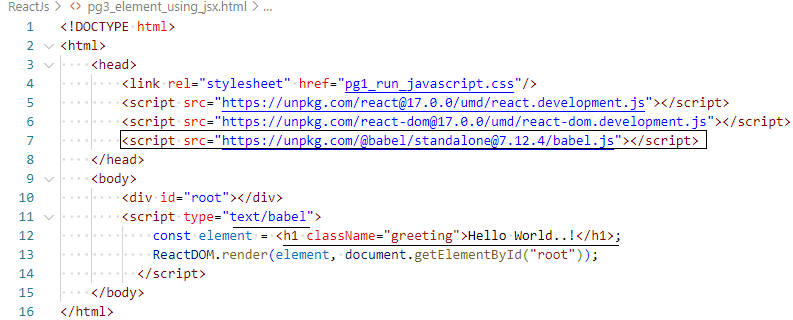 ReactJs > <> pg3_element_using_jsx.html > ...
1 <!DOCTYPE html>
2 <html>
3 <head>
4 <link rel="stylesheet" href="pg1_run_javascript.css"/>
5 <script src="https://unpkg.com/react@17.0.0/umd/react.development.js"></script>
6 <script src="https://unpkg.com/react-dom@17.0.0/umd/react-dom.development.js"></script>
7 <script src="https://unpkg.com/@babel/standalone@7.12.4/babel.js"></script>
8 </head>
9 <body>
10 <div id="root"></div>
11 <script type="text/babel">
12 const element = <h1 className="greeting">Hello World..!</h1>;
13 ReactDOM.render(element, document.getElementById("root"));
14 </script>
15 </body>
16 </html>